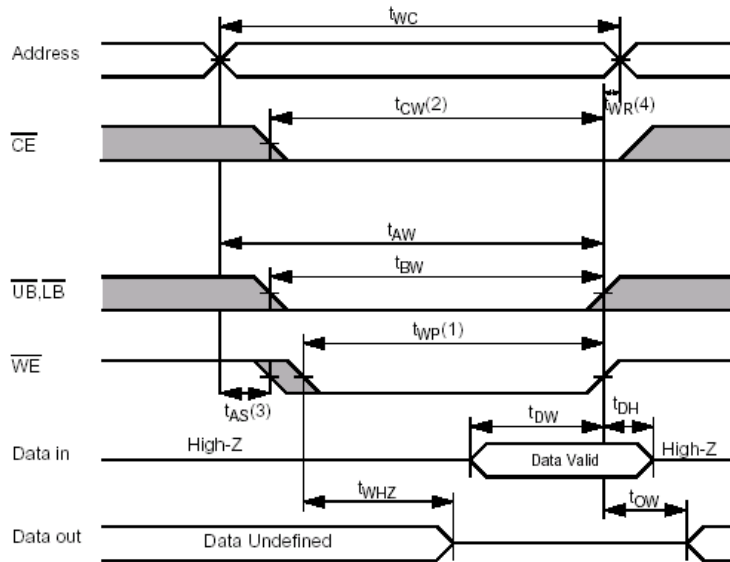 tWC
Address
tCW(2)
tWR(4)
CE
tAW
tBW
UB,LB
tWP(1)
WE
tAS(3)
tDW
tDH
High-Z
Data in
Data Valid
High-Z
tWHZ
tOW
Data out
Data Undefined